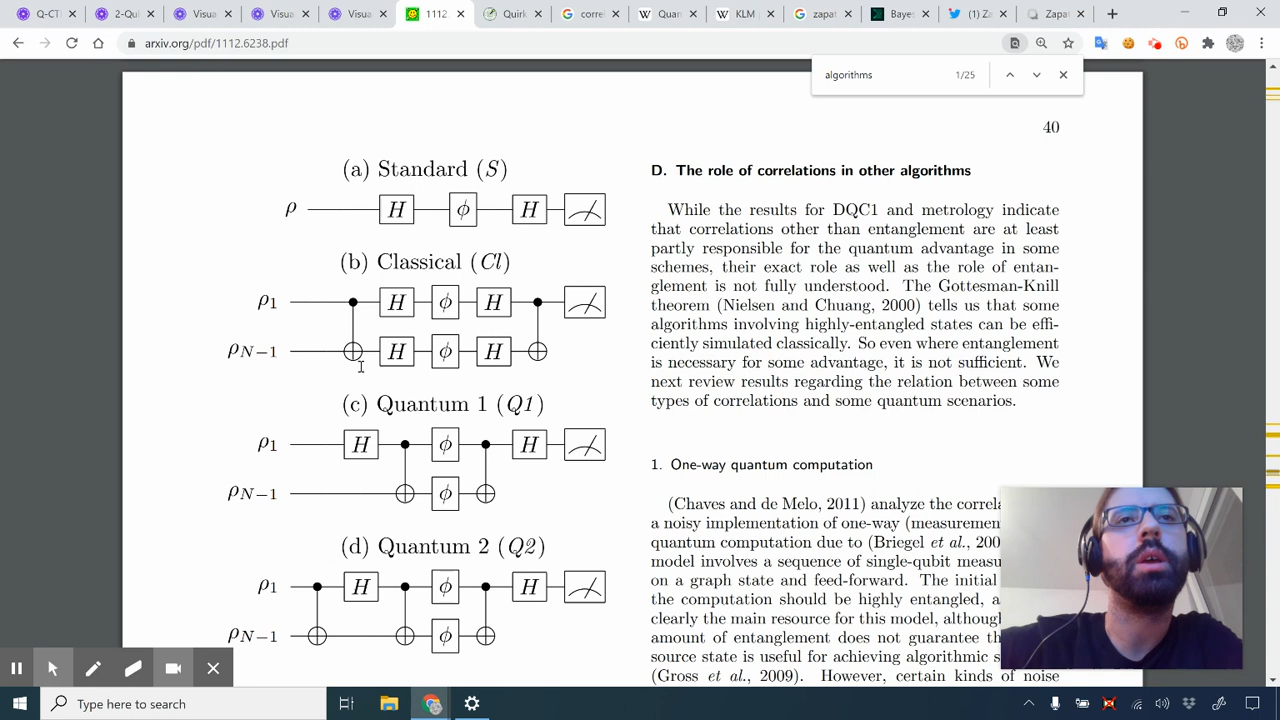 Q-CT
2-Qui
Visua
Visua
Visua
1112.
Quirk
correl
Quan
KLM
zapat
Bayes
(1) Za
Zapat
arxiv.org/pdf/1112.6238.pdf
algorithms 1/25
40
(a) Standard (S)
ρ H ϕ H
(b) Classical (Cl)
ρ1 H ϕ H
ρN−1 H ϕ H
(c) Quantum 1 (Q1)
ρ1 H ϕ H
ρN−1 ϕ
(d) Quantum 2 (Q2)
ρ1 H ϕ H
ρN−1 ϕ
D. The role of correlations in other algorithms
While the results for DQC1 and metrology indicate
that correlations other than entanglement are at least
partly responsible for the quantum advantage in some
schemes, their exact role as well as the role of entan-
glement is not fully understood. The Gottesman-Knill
theorem (Nielsen and Chuang, 2000) tells us that some
algorithms involving highly-entangled states can be effi-
ciently simulated classically. So even where entanglement
is necessary for some advantage, it is not sufficient. We
next review results regarding the relation between some
types of correlations and some quantum scenarios.
1. One-way quantum computation
(Chaves and de Melo, 2011) analyze the correla
a noisy implementation of one-way (measuremen
quantum computation due to (Briegel et al., 200
model involves a sequence of single-qubit measu
on a graph state and feed-forward. The initial
the computation should be highly entangled, a
clearly the main resource for this model, although
amount of entanglement does not guarantee th
source state is useful for achieving algorithmic s
(Gross et al., 2009). However, certain kinds of noise
Type here to search